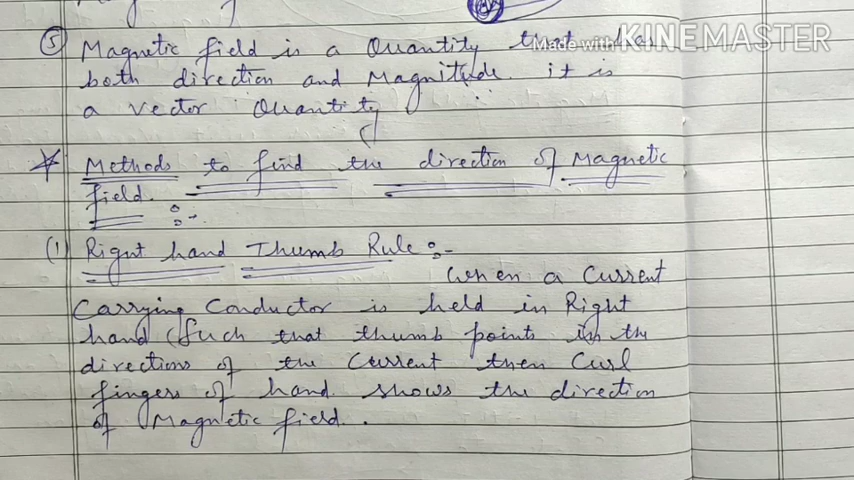 Made with KINEMASTER
⑤ Magnetic field is a Quantity that has
both direction and Magnitude. it is
a vector Quantity
☆ Methods to find the direction of Magnetic
field. :-
(1) Right hand Thumb Rule :-
When a Current
Carrying Conductor is held in Right
hand Such that thumb points in the
directions of the Current then Curl
fingers of hand shows the direction
of Magnetic field .